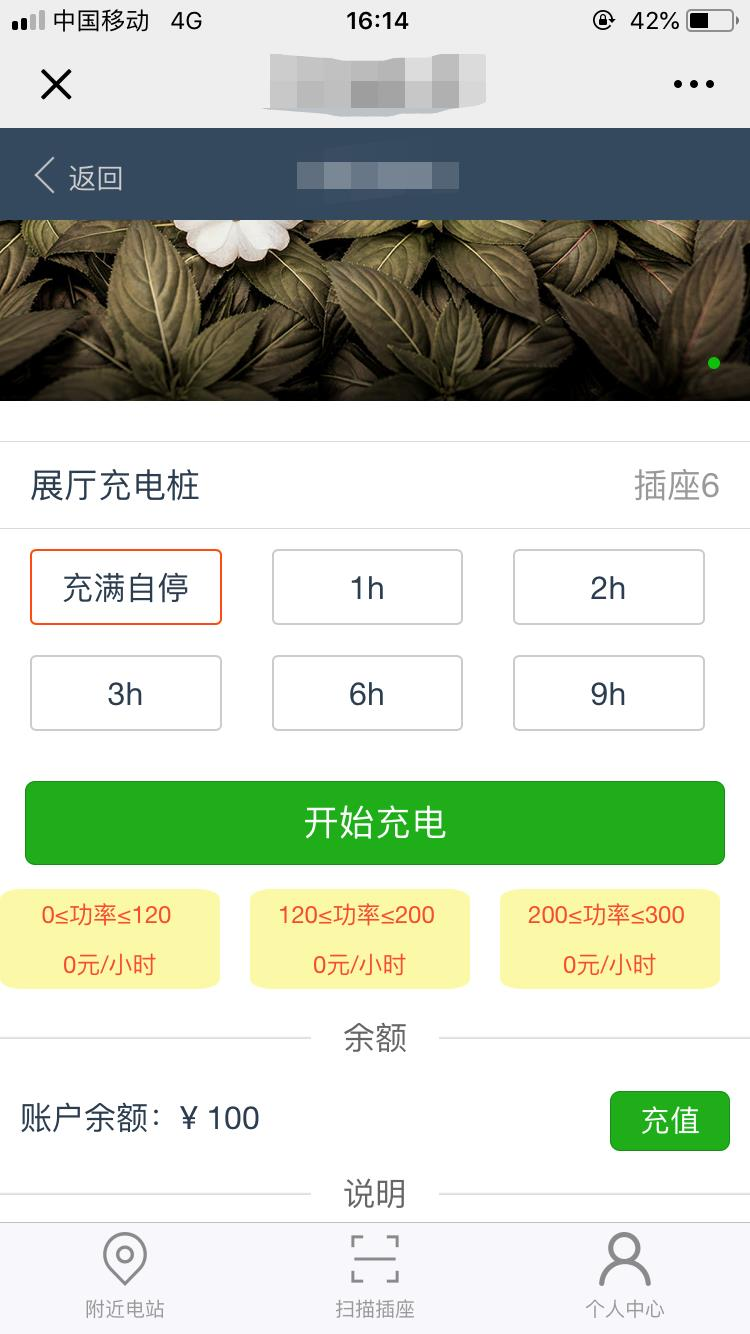 中国移动 4G 16:14 42%
返回
展厅充电桩 插座6
充满自停 1h 2h
3h 6h 9h
开始充电
0≤功率≤120 120≤功率≤200 200≤功率≤300
0元/小时 0元/小时 0元/小时
余额
账户余额：¥ 100 充值
说明
附近电站 扫描插座 个人中心